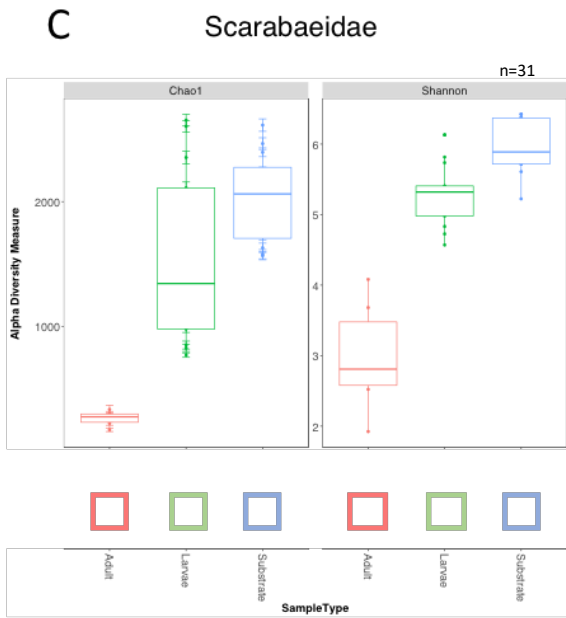 C
Scarabaeidae
n=31
Chao1
Shannon
Alpha Diversity Measure
2000
1000
6
5
4
3
2
Adult
Larvae
Substrate
Adult
Larvae
Substrate
SampleType